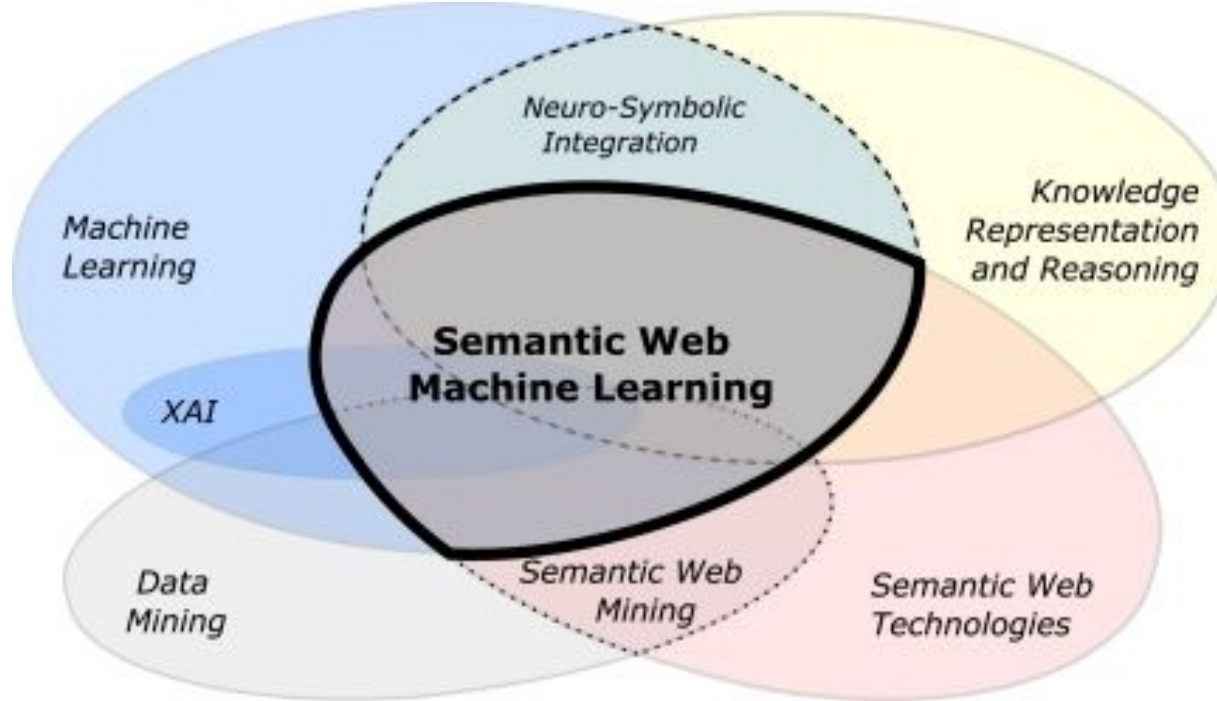 Neuro-Symbolic
Integration
Machine
Learning
Knowledge
Representation
and Reasoning
Semantic Web
Machine Learning
XAI
Data
Mining
Semantic Web
Mining
Semantic Web
Technologies